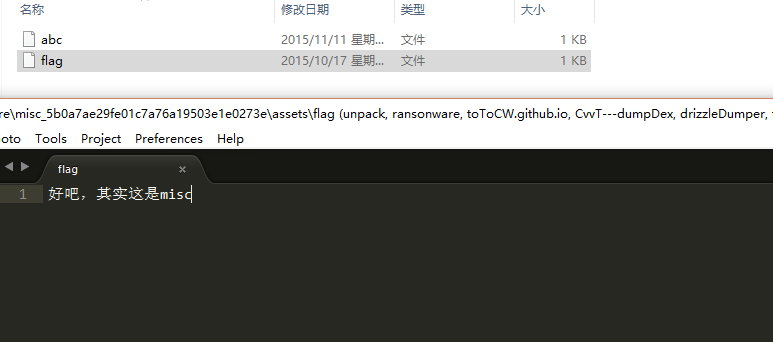 名称 修改日期 类型 大小
abc 2015/11/11 星期... 文件 1 KB
flag 2015/10/17 星期... 文件 1 KB
re\misc_5b0a7ae29fe01c7a76a19503e1e0273e\assets\flag (unpack, ransonware, toToCW.github.io, CvvT---dumpDex, drizzleDumper,
oto Tools Project Preferences Help
flag
1 好吧，其实这是misc